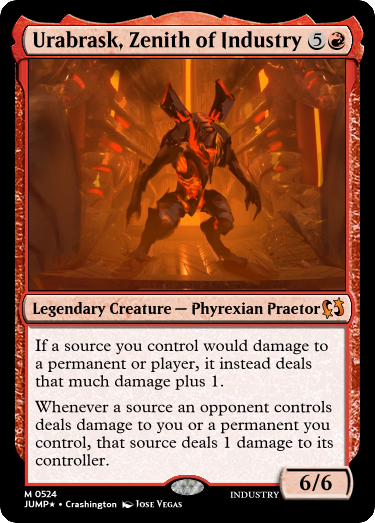 Urabrask, Zenith of Industry 5
Legendary Creature — Phyrexian Praetor
If a source you control would damage to
a permanent or player, it instead deals
that much damage plus 1.
Whenever a source an opponent controls
deals damage to you or a permanent you
control, that source deals 1 damage to its
controller.
6/6
M 0524
INDUSTRY
JUMP★ • Crashington Jose Vegas